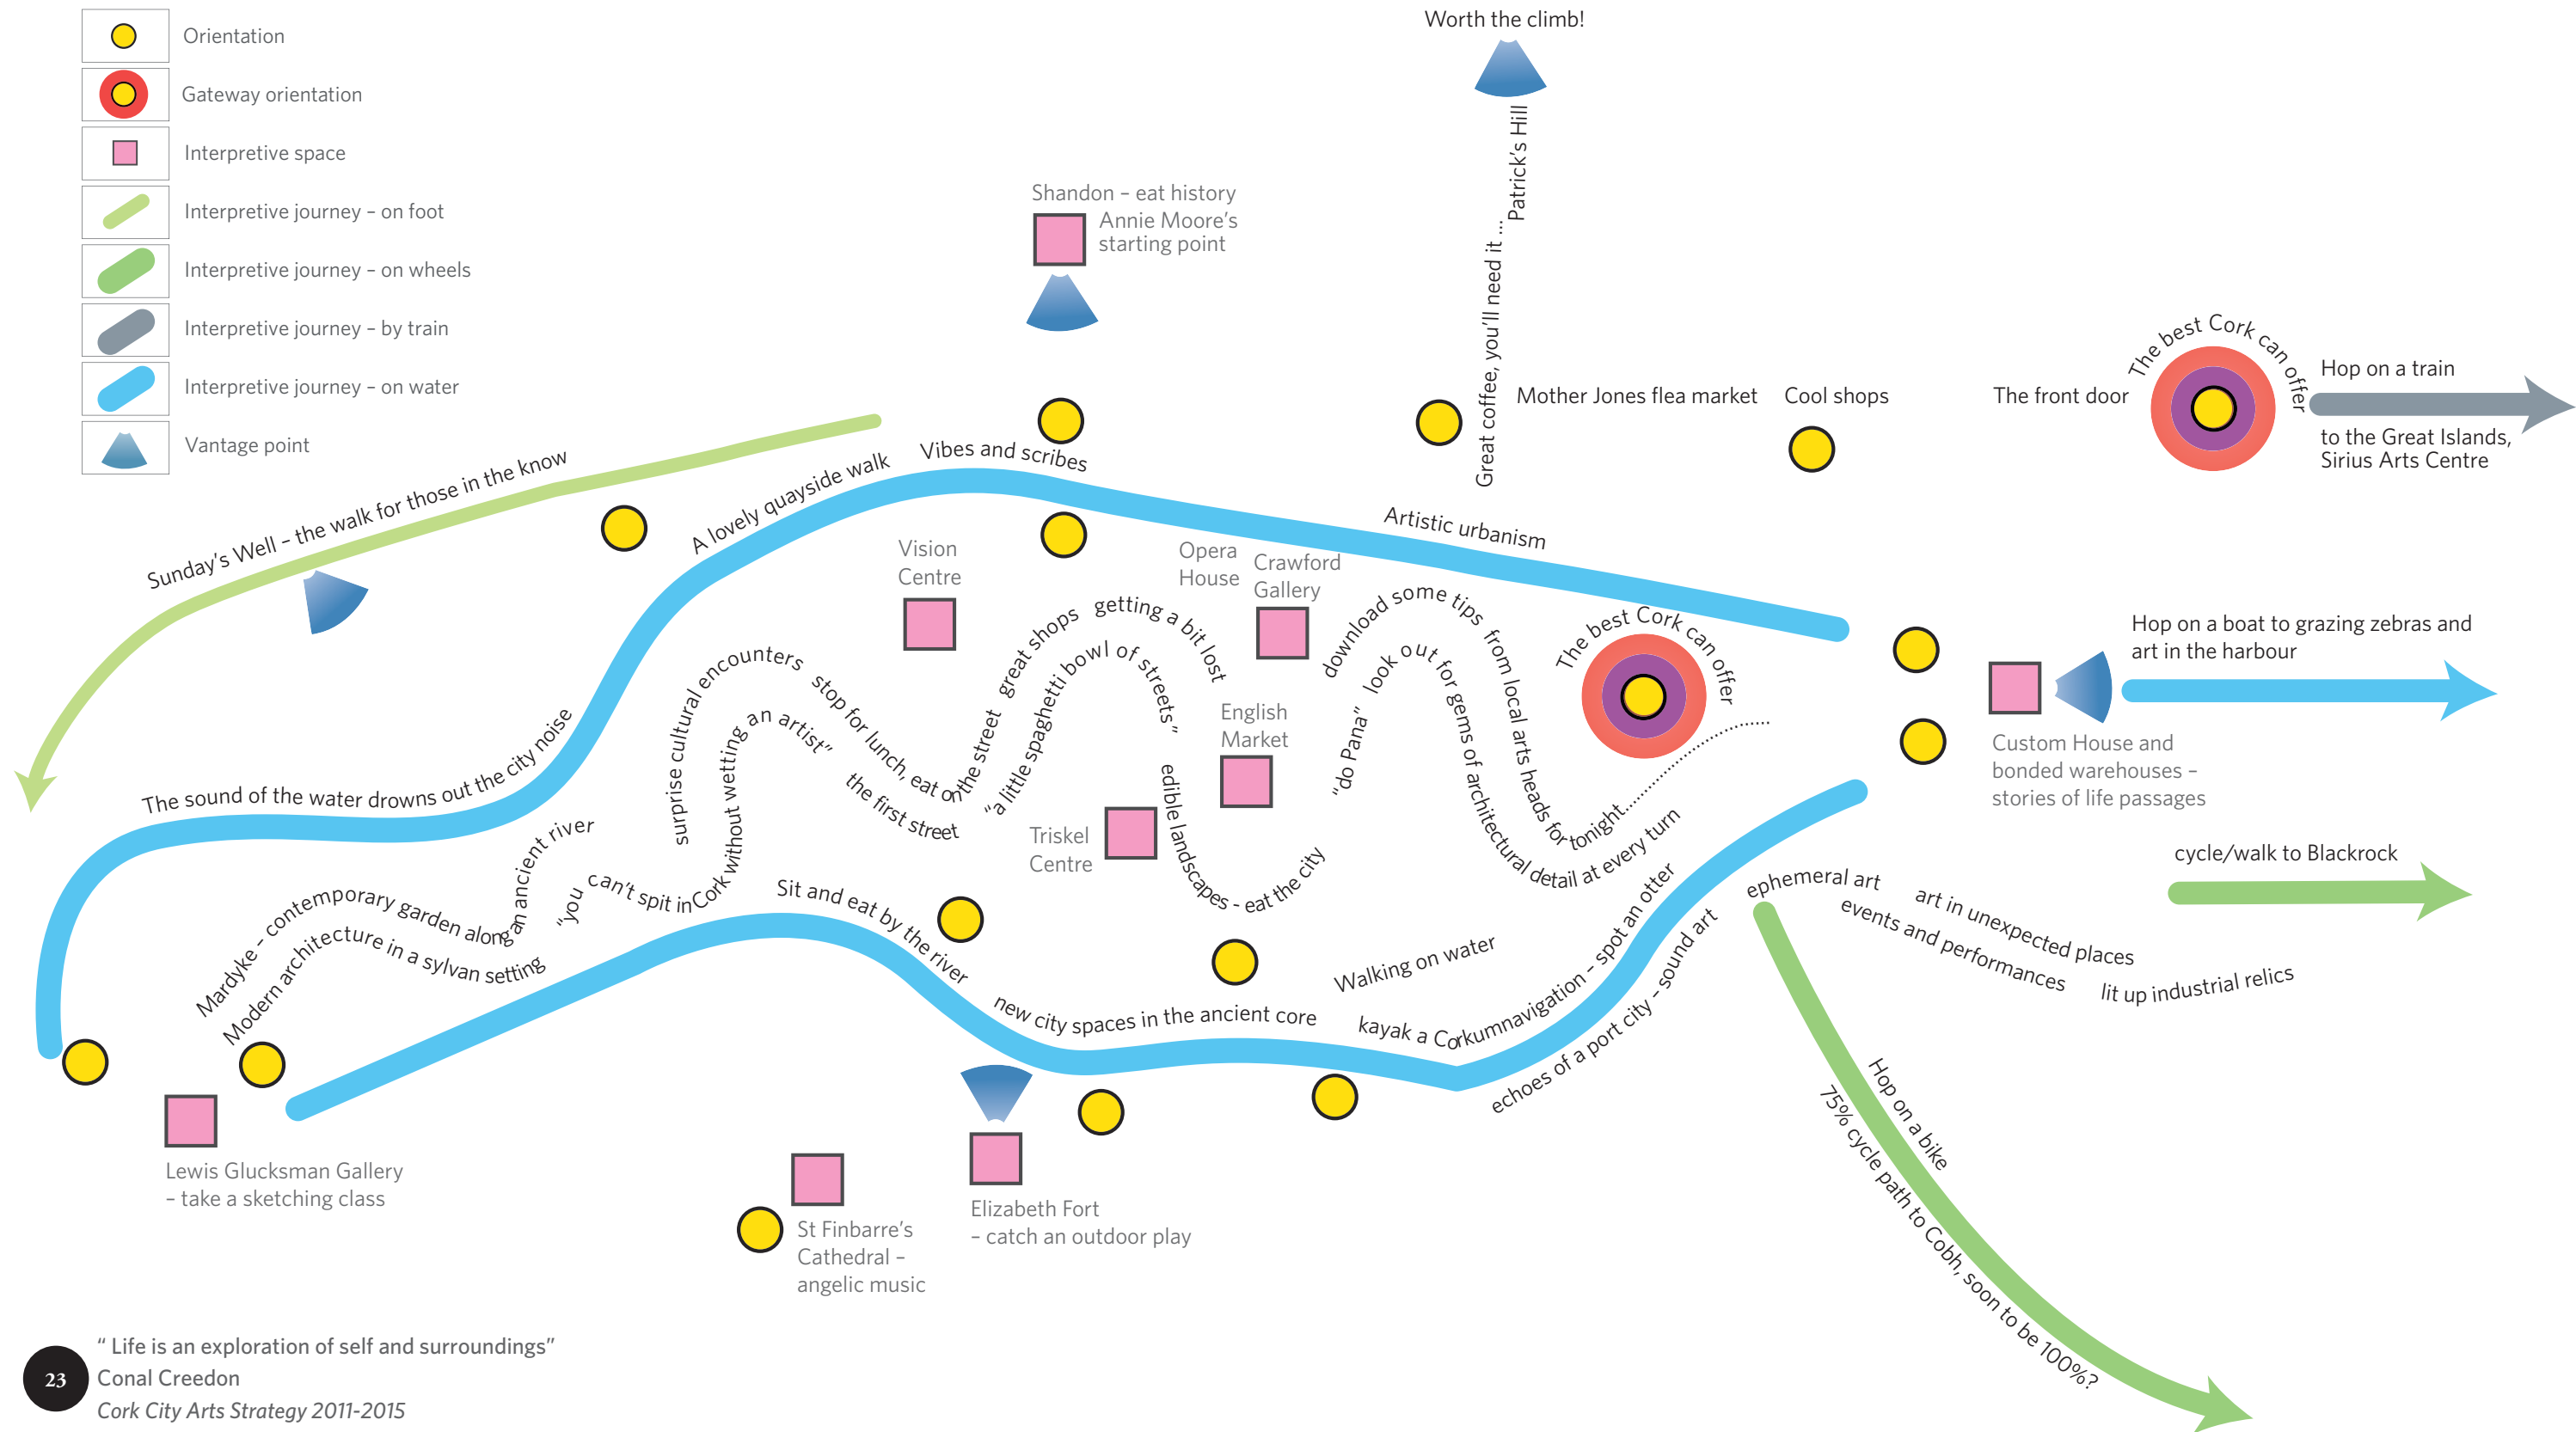 Orientation
Gateway orientation
Interpretive space
Interpretive journey – on foot
Interpretive journey – on wheels
Interpretive journey – by train
Interpretive journey – on water
Vantage point
Worth the climb!
Patrick's Hill
Great coffee, you'll need it ...
Shandon – eat history
Annie Moore's
starting point
Mother Jones flea market
Cool shops
The front door
The best Cork can offer
Hop on a train
to the Great Islands,
Sirius Arts Centre
Sunday's Well – the walk for those in the know
A lovely quayside walk
Vibes and scribes
Artistic urbanism
The sound of the water drowns out the city noise
Vision
Centre
Opera
House
Crawford
Gallery
English
Market
Triskel
Centre
The best Cork can offer
Hop on a boat to grazing zebras and
art in the harbour
Custom House and
bonded warehouses –
stories of life passages
cycle/walk to Blackrock
Mardyke – contemporary garden along an ancient river
Modern architecture in a sylvan setting
"you can't spit in Cork without wetting an artist"
surprise cultural encounters
stop for lunch, eat on the street
the first street
great shops
getting a bit lost
"a little spaghetti bowl of streets"
edible landscapes - eat the city
"do Pana"
look out for gems of architectural detail at every turn
download some tips from local arts heads for tonight..........
Sit and eat by the river
new city spaces in the ancient core
Walking on water
kayak a Corkumnavigation – spot an otter
echoes of a port city – sound art
ephemeral art
art in unexpected places
events and performances
lit up industrial relics
Hop on a bike
75% cycle path to Cobh, soon to be 100%?
Lewis Glucksman Gallery
– take a sketching class
St Finbarre's
Cathedral –
angelic music
Elizabeth Fort
– catch an outdoor play
" Life is an exploration of self and surroundings"
Conal Creedon
Cork City Arts Strategy 2011-2015
23